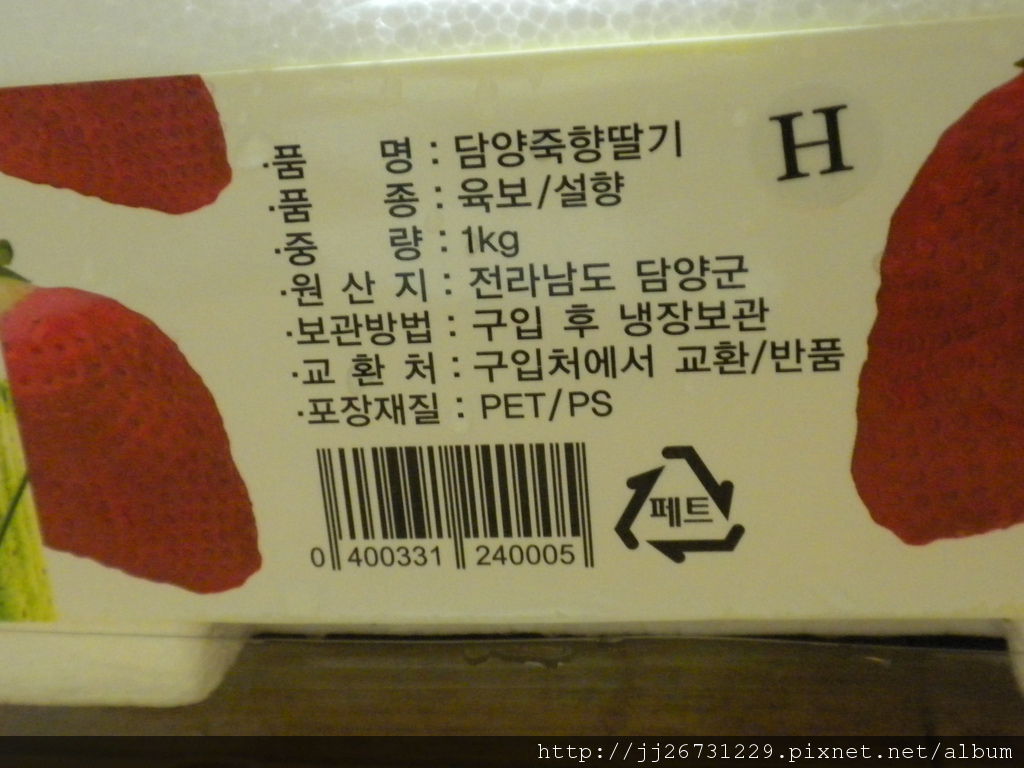 ·품 명 : 담양죽향딸기
H
·품 종 : 육보/설향
·중 량 : 1kg
·원 산 지 : 전라남도 담양군
·보관방법 : 구입 후 냉장보관
·교 환 처 : 구입처에서 교환/반품
·포장재질 : PET/PS
페트
0 400331 240005
http://jj26731229.pixnet.net/album